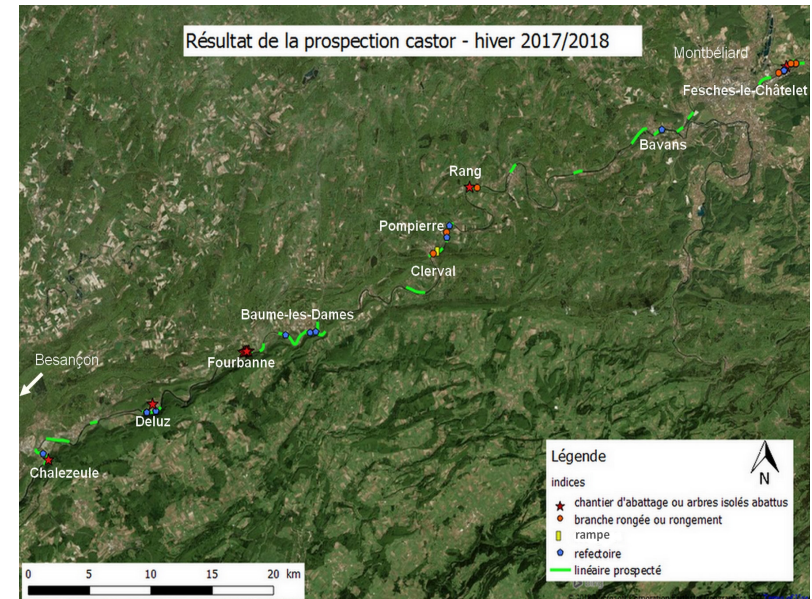 Résultat de la prospection castor - hiver 2017/2018
Montbéliard
Fesches-le-Châtelet
Bavans
Rang
Pompierre
Clerval
Baume-les-Dames
Besançon
Fourbanne
Deluz
Chalezeule
Légende
indices
chantier d'abattage ou arbres isolés abattus
branche rongée ou rongement
rampe
refectoire
linéaire prospecté
N
0 5 10 15 20 km